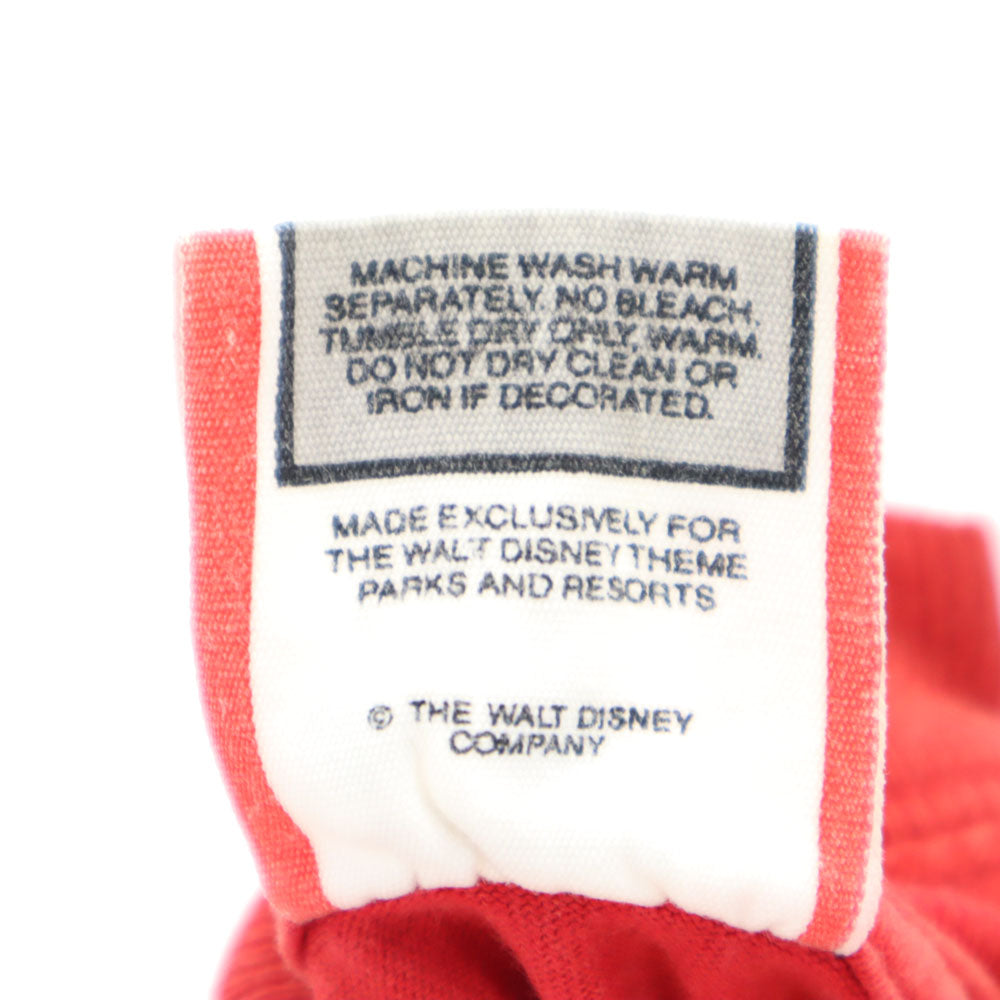 MACHINE WASH WARM
SEPARATELY. NO BLEACH.
TUMBLE DRY ONLY, WARM.
DO NOT DRY CLEAN OR
IRON IF DECORATED.
MADE EXCLUSIVELY FOR
THE WALT DISNEY THEME
PARKS AND RESORTS
© THE WALT DISNEY
COMPANY